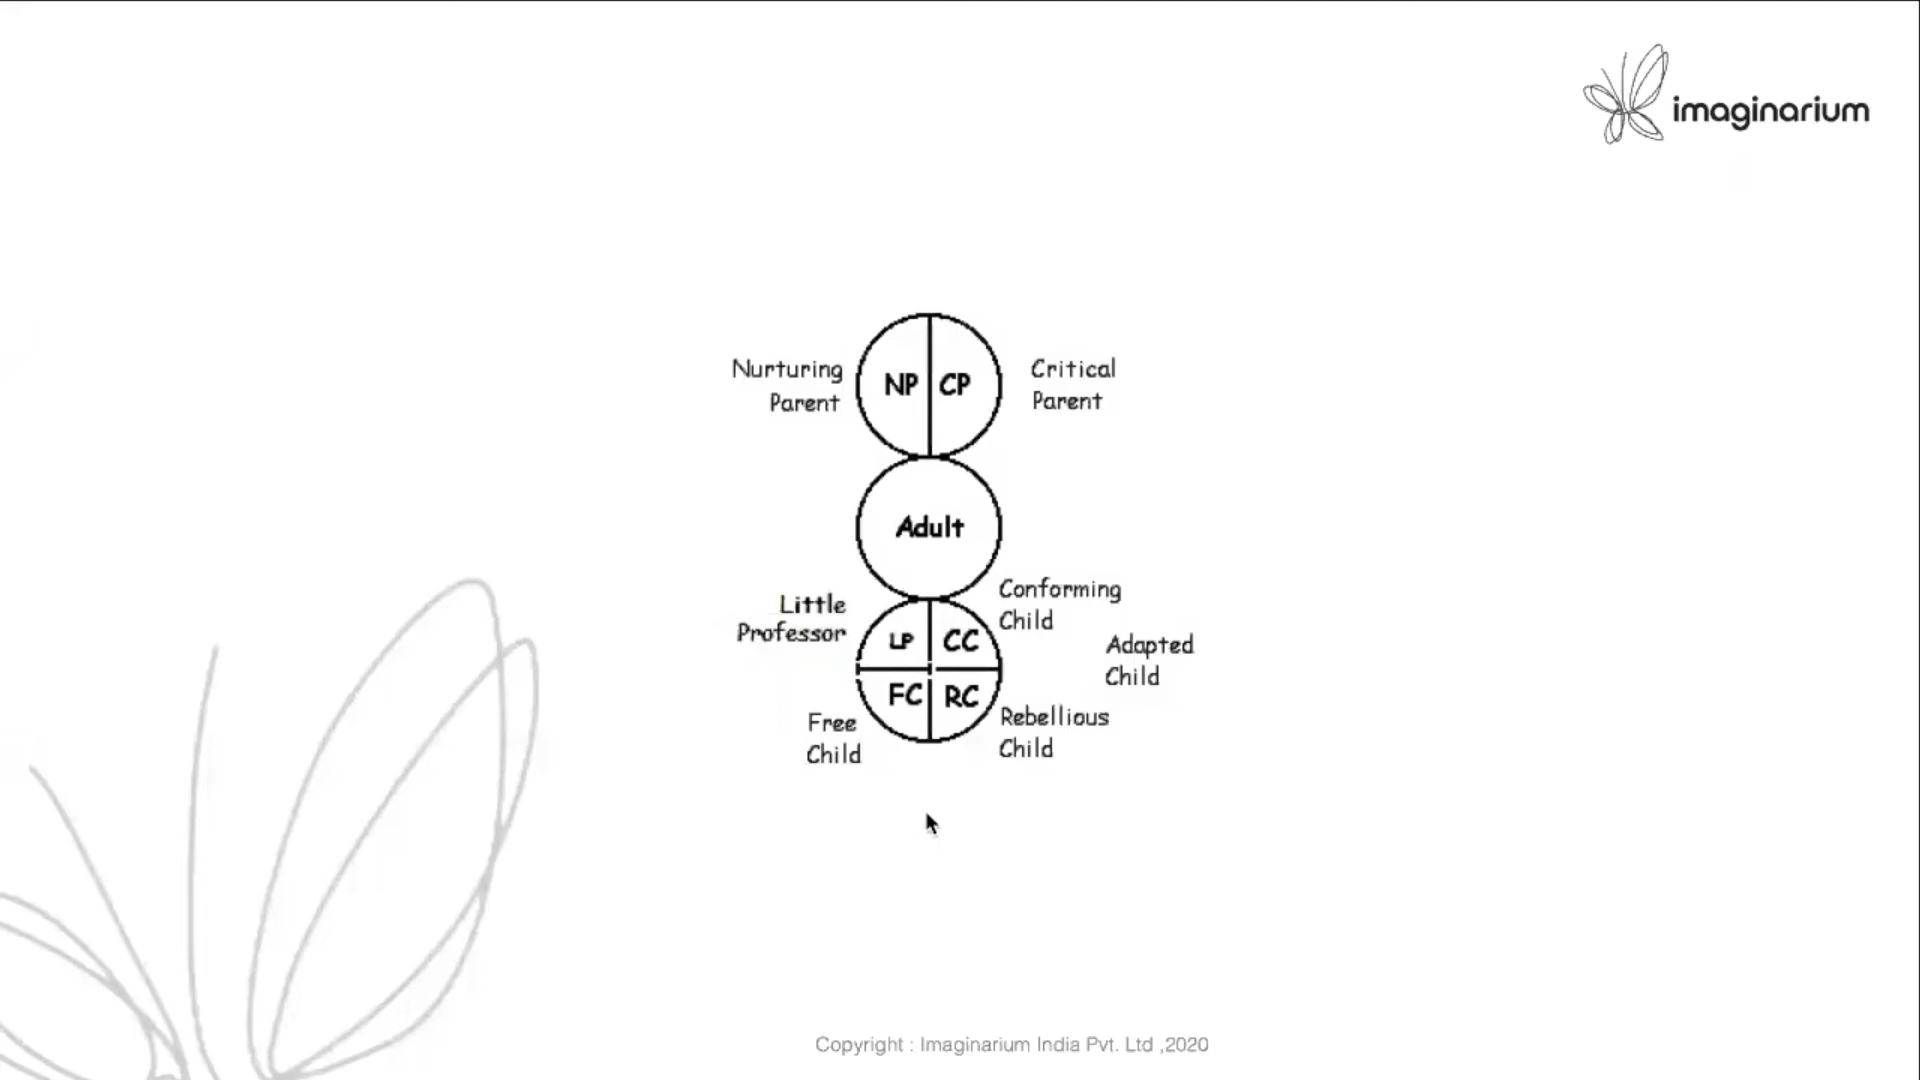 imaginarium
Nurturing
Parent
NP
CP
Critical
Parent
Adult
Little
Professor
LP
CC
Conforming
Child
Adapted
Child
FC
RC
Free
Child
Rebellious
Child
Copyright : Imaginarium India Pvt. Ltd ,2020